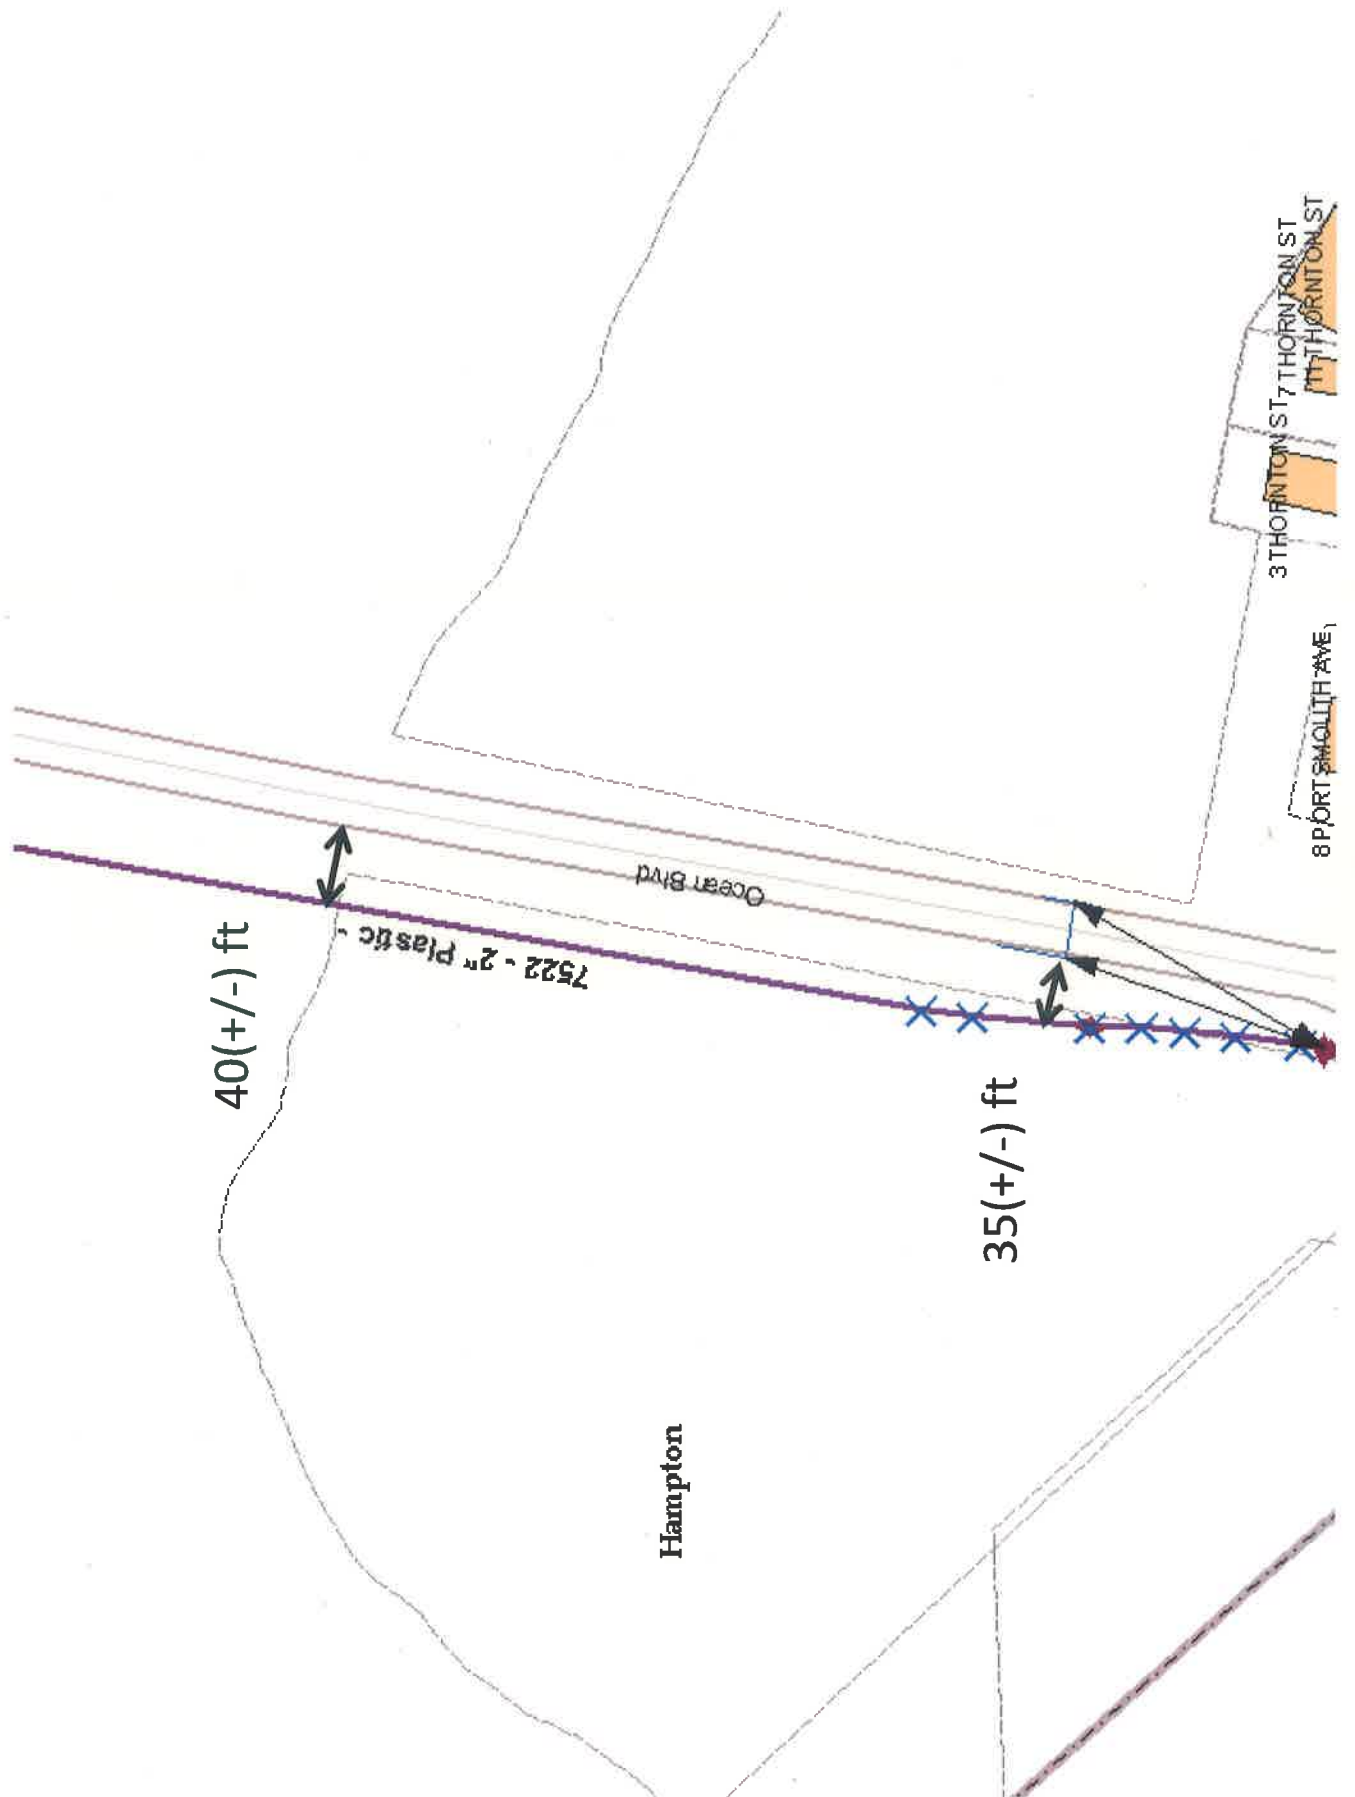 40(+/-) ft
7522 - 2" Plastic -
Ocean Blvd
35(+/-) ft
Hampton
3 THORNTON ST
7 THORNTON ST
11 THORNTON ST
8 PORTSMOUTH AVE